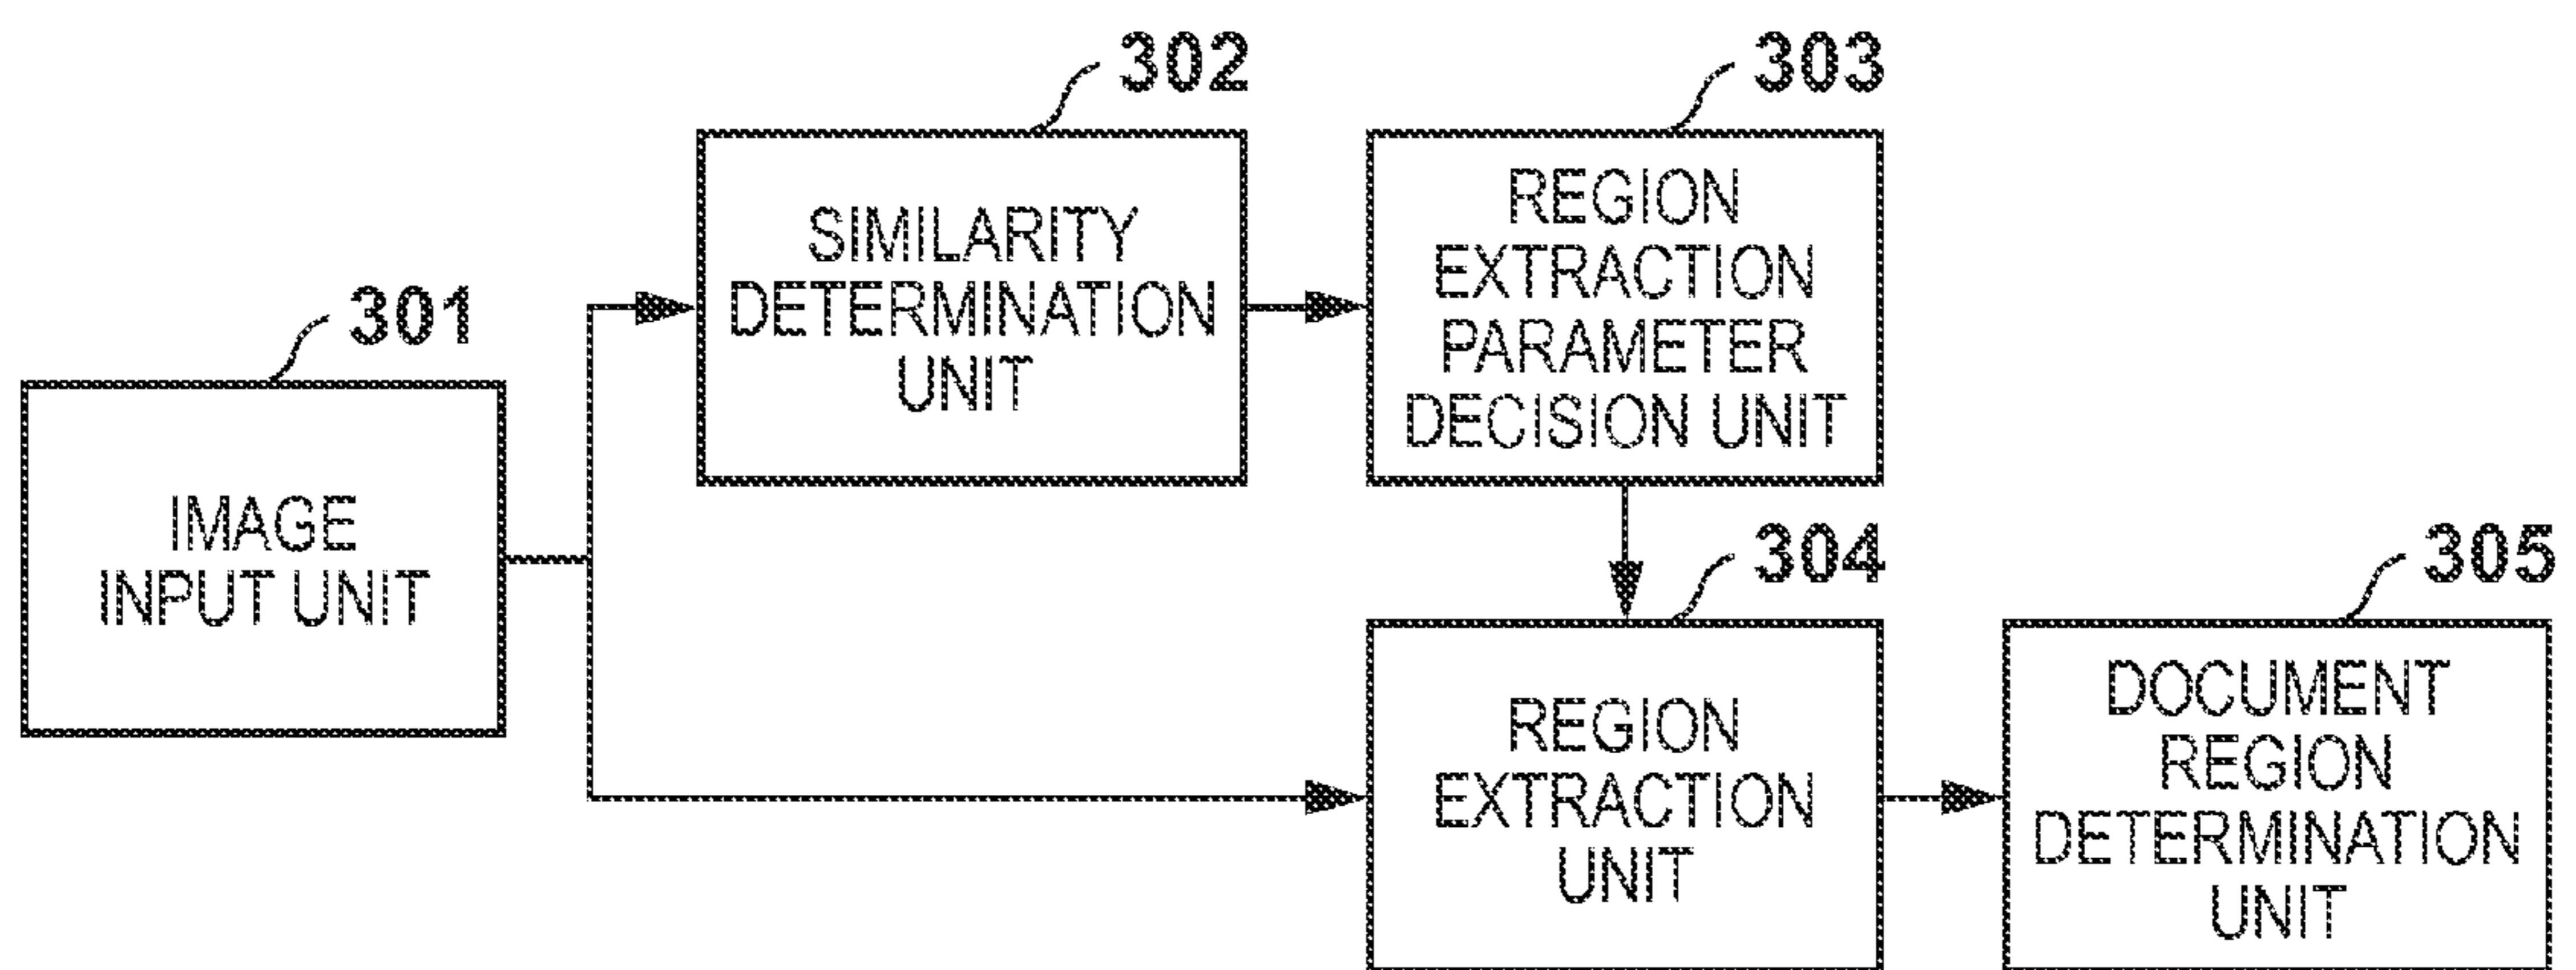 302
303
SIMILARITY
DETERMINATION
UNIT
REGION
EXTRACTION
PARAMETER
DECISION UNIT
301
IMAGE
INPUT UNIT
304
305
REGION
EXTRACTION
UNIT
DOCUMENT
REGION
DETERMINATION
UNIT